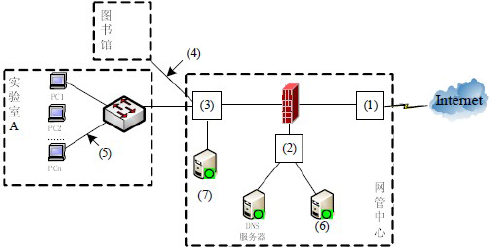 图书馆
(4)
实验室A
PC1
PC2
......
PCn
(5)
(3)
(1)
Internet
(2)
(7)
DNS
服务器
(6)
网管中心